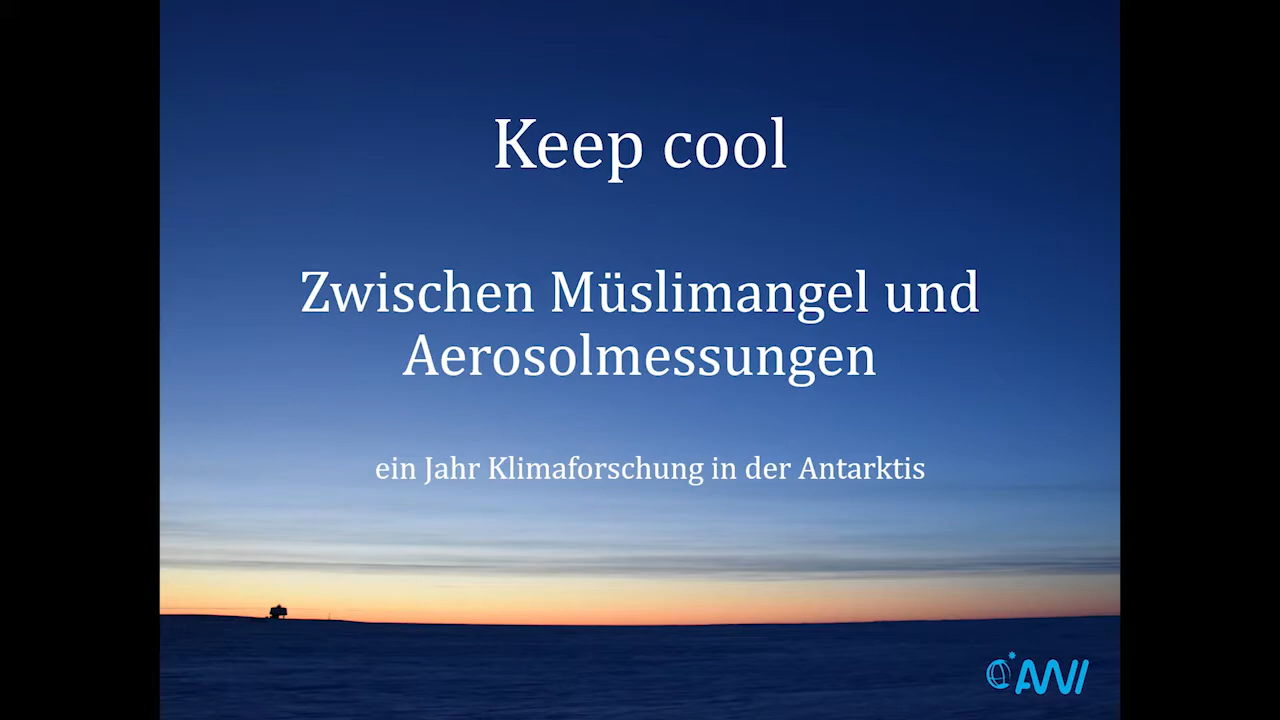 Keep cool
Zwischen Müslimangel und
Aerosolmessungen
ein Jahr Klimaforschung in der Antarktis
AWI